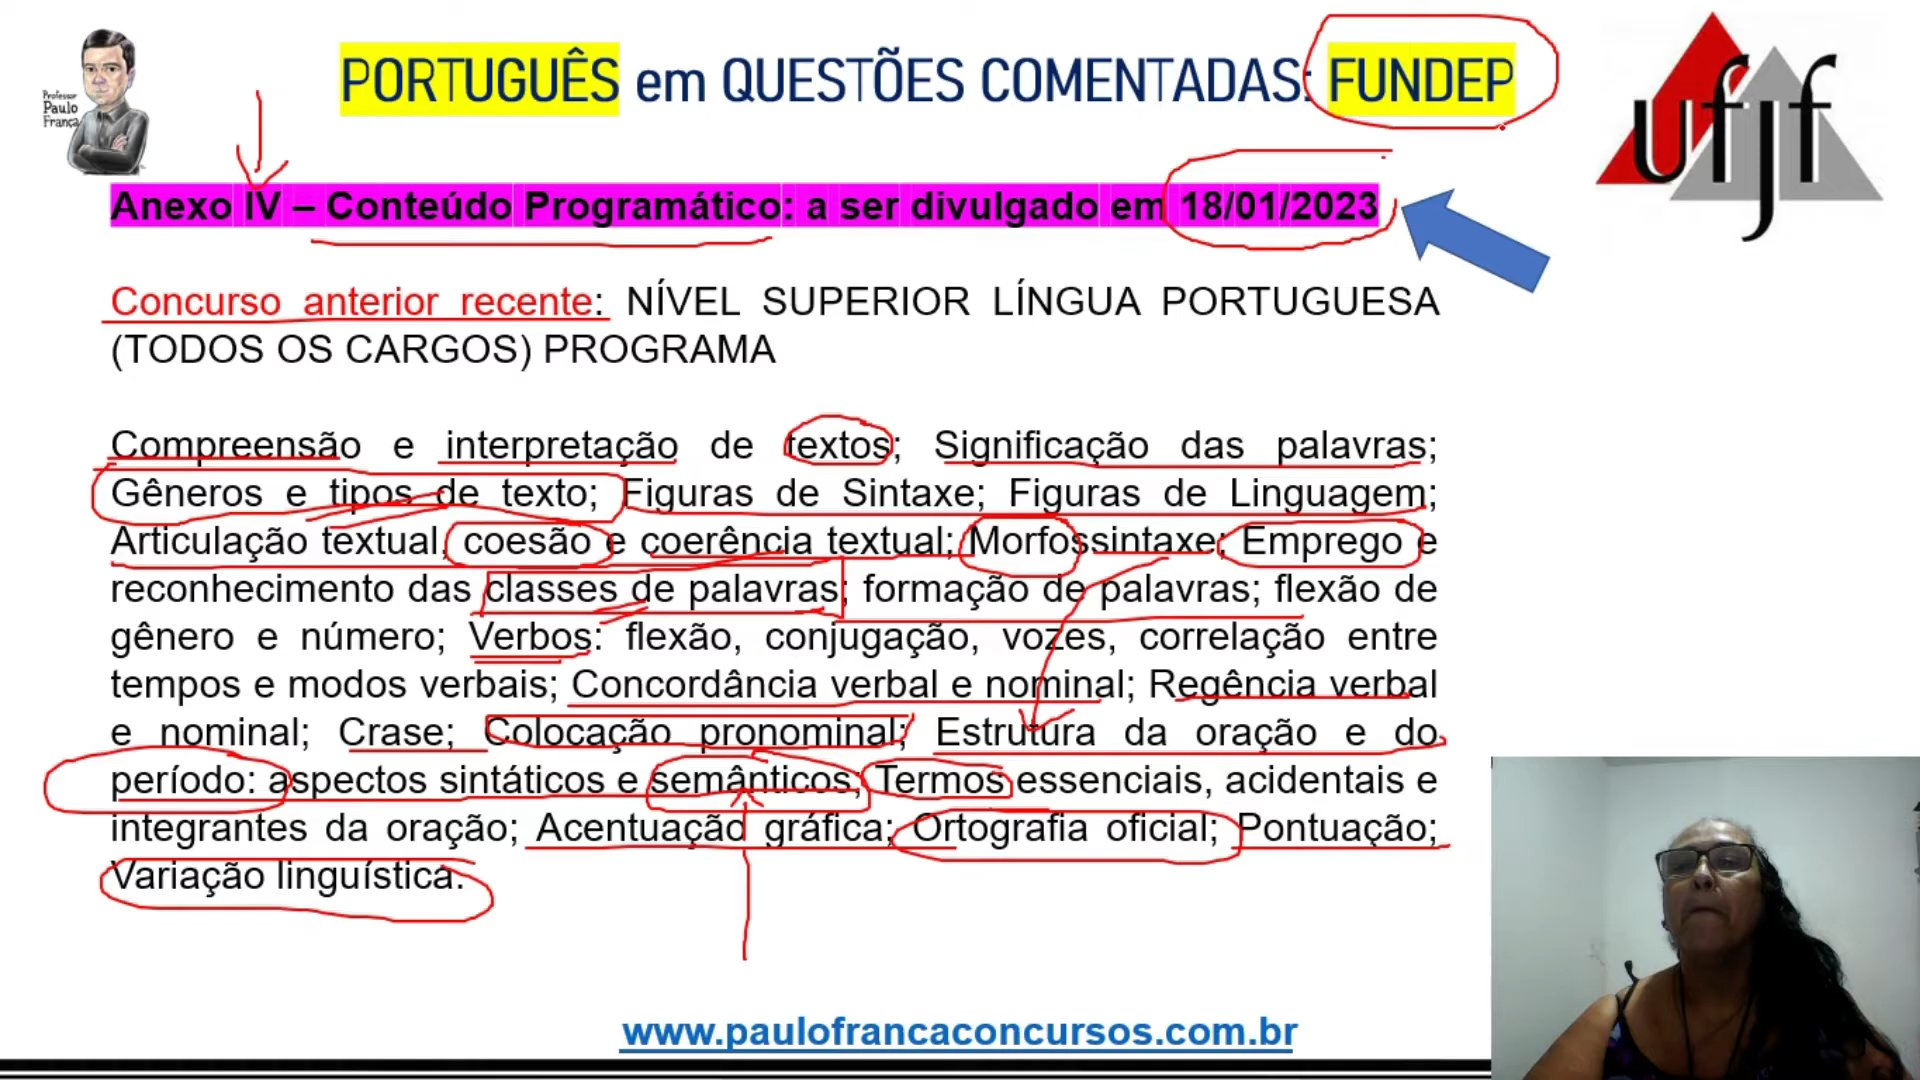 Professor
Paulo
França
PORTUGUÊS em QUESTÕES COMENTADAS: FUNDEP
ufjf
Anexo IV – Conteúdo Programático: a ser divulgado em 18/01/2023
Concurso anterior recente: NÍVEL SUPERIOR LÍNGUA PORTUGUESA
(TODOS OS CARGOS) PROGRAMA
Compreensão e interpretação de textos; Significação das palavras;
Gêneros e tipos de texto; Figuras de Sintaxe; Figuras de Linguagem;
Articulação textual, coesão e coerência textual; Morfossintaxe; Emprego e
reconhecimento das classes de palavras; formação de palavras; flexão de
gênero e número; Verbos: flexão, conjugação, vozes, correlação entre
tempos e modos verbais; Concordância verbal e nominal; Regência verbal
e nominal; Crase; Colocação pronominal; Estrutura da oração e do
período: aspectos sintáticos e semânticos; Termos essenciais, acidentais e
integrantes da oração; Acentuação gráfica; Ortografia oficial; Pontuação;
Variação linguística.
www.paulofrancaconcursos.com.br